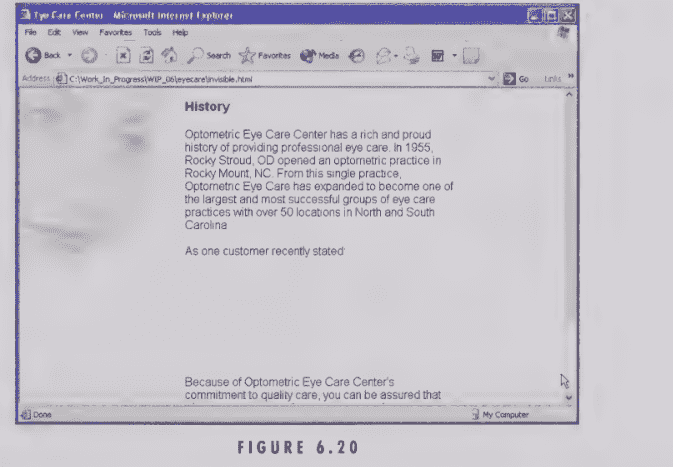 Eye Care Center - Microsoft Internet Explorer
File Edit View Favorites Tools Help
Back Search Favorites Media
Address C:\Work_In_Progress\WIP_06\eyecare\invisible.html Go Links »
History
Optometric Eye Care Center has a rich and proud
history of providing professional eye care. In 1955,
Rocky Stroud, OD opened an optometric practice in
Rocky Mount, NC. From this single practice,
Optometric Eye Care has expanded to become one of
the largest and most successful groups of eye care
practices with over 50 locations in North and South
Carolina
As one customer recently stated:
Because of Optometric Eye Care Center's
commitment to quality care, you can be assured that
Done My Computer
FIGURE 6.20